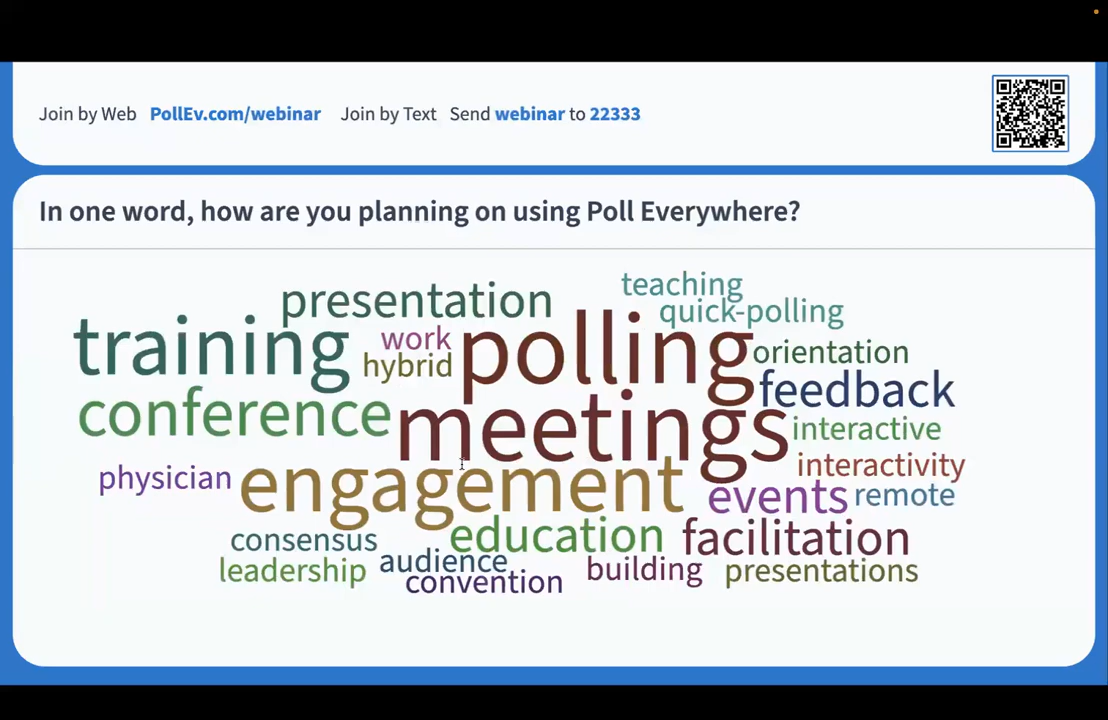 Join by Web PollEv.com/webinar Join by Text Send webinar to 22333
In one word, how are you planning on using Poll Everywhere?
teaching
presentation
quick-polling
training
work
polling
hybrid
orientation
feedback
conference
meetings
interactive
interactivity
physician
engagement
events
remote
consensus
education
facilitation
audience
leadership
convention
building
presentations